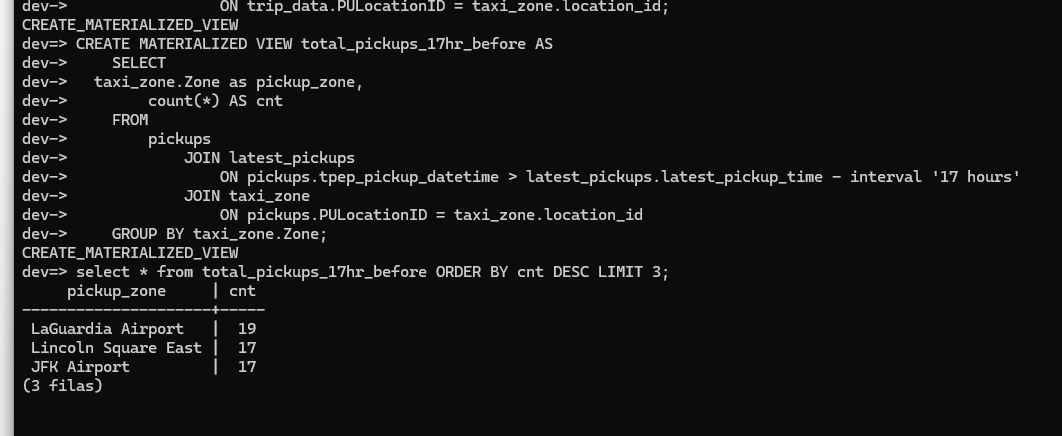 dev->                 ON trip_data.PULocationID = taxi_zone.location_id;
CREATE_MATERIALIZED_VIEW
dev=> CREATE MATERIALIZED VIEW total_pickups_17hr_before AS
dev->     SELECT
dev->   taxi_zone.Zone as pickup_zone,
dev->         count(*) AS cnt
dev->     FROM
dev->         pickups
dev->             JOIN latest_pickups
dev->                 ON pickups.tpep_pickup_datetime > latest_pickups.latest_pickup_time - interval '17 hours'
dev->             JOIN taxi_zone
dev->                 ON pickups.PULocationID = taxi_zone.location_id
dev->     GROUP BY taxi_zone.Zone;
CREATE_MATERIALIZED_VIEW
dev=> select * from total_pickups_17hr_before ORDER BY cnt DESC LIMIT 3;
     pickup_zone     | cnt
---------------------+-----
 LaGuardia Airport   |  19
 Lincoln Square East |  17
 JFK Airport         |  17
(3 filas)